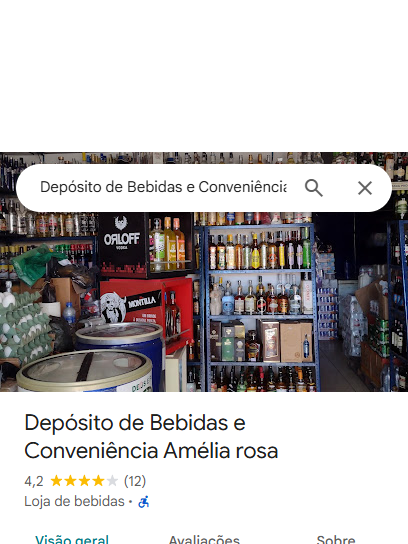 Depósito de Bebidas e Conveniência
ORLOFF
VODKA
MONTILLA
Depósito de Bebidas e
Conveniência Amélia rosa
4,2 (12)
Loja de bebidas ·
Visão geral Avaliações Sobre